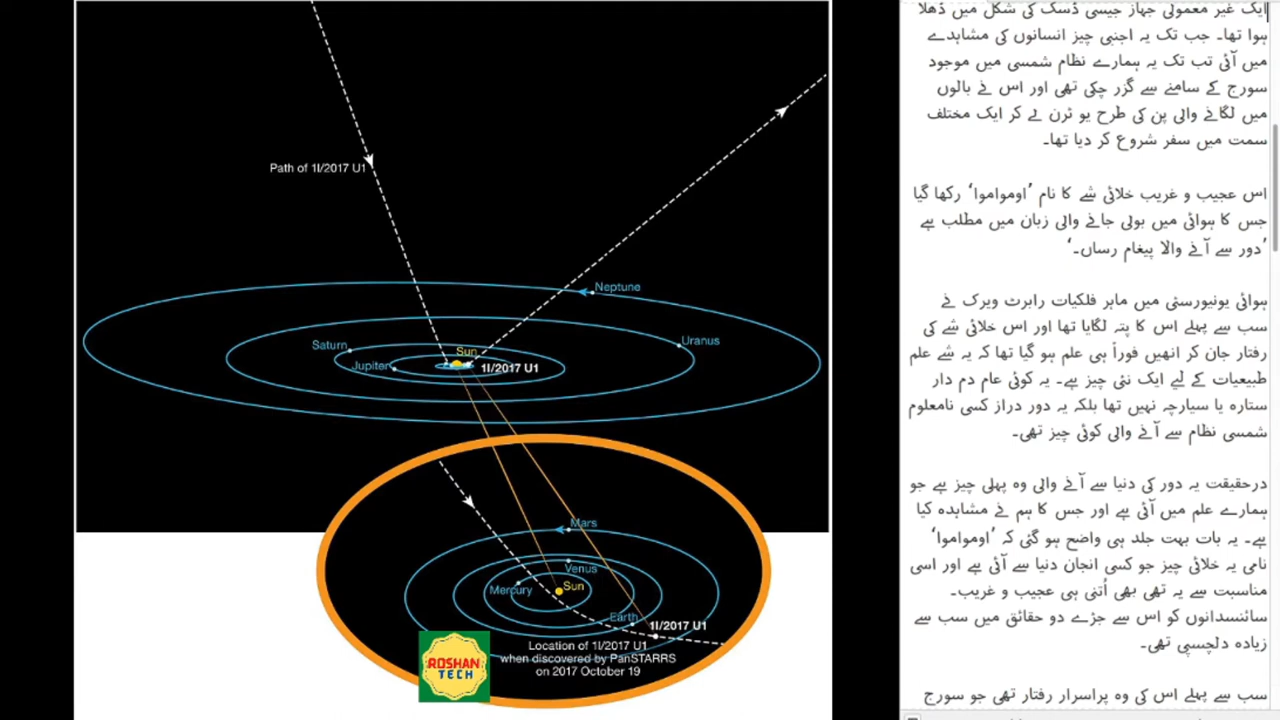 Path of 1I/2017 U1
Neptune
Uranus
Saturn
Sun
Jupiter
1I/2017 U1
Mars
Venus
Mercury
Sun
Earth
1I/2017 U1
Location of 1I/2017 U1
when discovered by PanSTARRS
on 2017 October 19
ROSHAN
TECH
ایک غیر معمولی جہاز جیسی ڈسک کی شکل میں ڈھلا
ہوا تھا۔ جب تک یہ اجنبی چیز انسانوں کی مشاہدے
میں آئی تب تک یہ ہمارے نظام شمسی میں موجود
سورج کے سامنے سے گزر چکی تھی اور اس نے بالوں
میں لگانے والی پن کی طرح یو ٹرن لے کر ایک مختلف
سمت میں سفر شروع کر دیا تھا۔
اس عجیب و غریب خلائی شے کا نام ’اومواموا‘ رکھا گیا
جس کا ہوائی میں بولی جانے والی زبان میں مطلب ہے
’دور سے آنے والا پیغام رساں۔‘
ہوائی یونیورسٹی میں ماہر فلکیات رابرٹ ویرک نے
سب سے پہلے اس کا پتہ لگایا تھا اور اس خلائی شے کی
رفتار جان کر انھیں فوراً ہی علم ہو گیا تھا کہ یہ شے علم
طبیعیات کے لیے ایک نئی چیز ہے۔ یہ کوئی عام دم دار
ستارہ یا سیارچہ نہیں تھا بلکہ یہ دور دراز کسی نامعلوم
شمسی نظام سے آنے والی کوئی چیز تھی۔
درحقیقت یہ دور کی دنیا سے آنے والی وہ پہلی چیز ہے جو
ہمارے علم میں آئی ہے اور جس کا ہم نے مشاہدہ کیا
ہے۔ یہ بات بہت جلد ہی واضح ہو گئی کہ ’اومواموا‘
نامی یہ خلائی چیز جو کسی انجان دنیا سے آئی ہے اور اسی
مناسبت سے یہ تھی بھی اُتنی ہی عجیب و غریب۔
سائنسدانوں کو اس سے جڑے دو حقائق میں سب سے
زیادہ دلچسپی تھی۔
سب سے پہلے اس کی وہ پراسرار رفتار تھی جو سورج